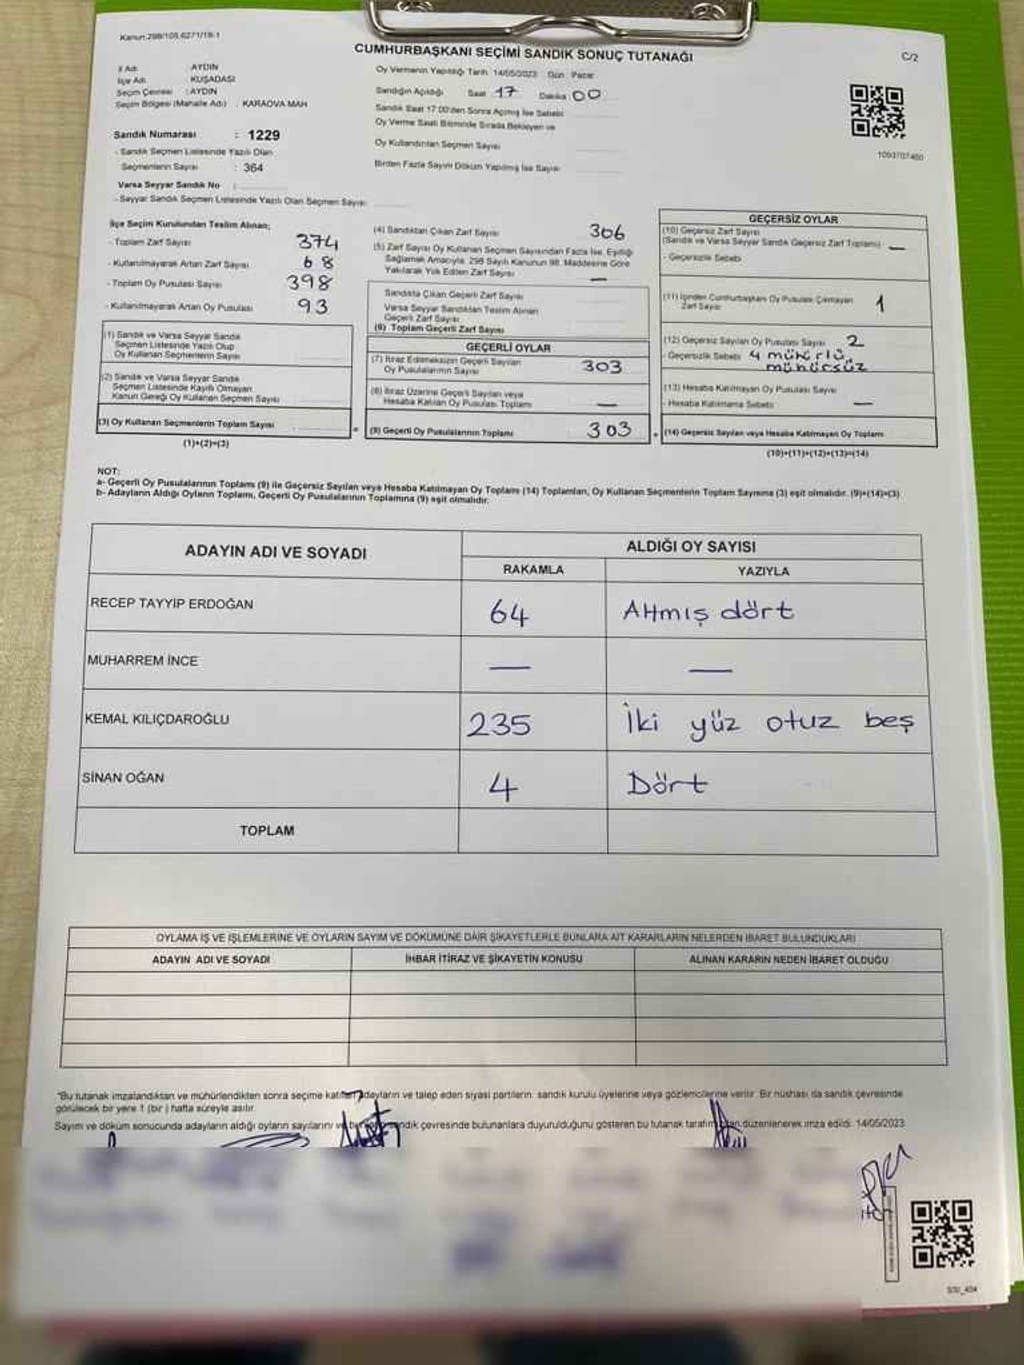 Kanun:298/105,6271/19-1
CUMHURBAŞKANI SEÇİMİ SANDIK SONUÇ TUTANAĞI
C/2
İl Adı : AYDIN
İlçe Adı : KUŞADASI
Seçim Çevresi : AYDIN
Seçim Bölgesi (Mahalle Adı) : KARAOVA MAH
Oy Vermenin Yapıldığı Tarih 14/05/2023 Gün Pazar
Sandığın Açıldığı Saat 17 Dakika 00
Sandık Saat 17:00'den Sonra Açılmış İse Sebebi
Oy Verme Saati Bitiminde Sırada Bekleyen ve
Oy Kullandırılan Seçmen Sayısı
Birden Fazla Sayım Döküm Yapılmış İse Sayısı
Sandık Numarası : 1229
- Sandık Seçmen Listesinde Yazılı Olan
Seçmenlerin Sayısı : 364
Varsa Seyyar Sandık No :
- Seyyar Sandık Seçmen Listesinde Yazılı Olan Seçmen Sayısı
İlçe Seçim Kurulundan Teslim Alınan;
- Toplam Zarf Sayısı 374
- Kullanılmayarak Artan Zarf Sayısı 68
- Toplam Oy Pusulası Sayısı 398
- Kullanılmayarak Artan Oy Pusulası 93
(1) Sandık ve Varsa Seyyar Sandık
Seçmen Listesinde Yazılı Olup
Oy Kullanan Seçmenlerin Sayısı
(2) Sandık ve Varsa Seyyar Sandık
Seçmen Listesinde Kayıtlı Olmayan
Kanun Gereği Oy Kullanan Seçmen Sayısı
(3) Oy Kullanan Seçmenlerin Toplam Sayısı
(1)+(2)=(3)
(4) Sandıktan Çıkan Zarf Sayısı 306
(5) Zarf Sayısı Oy Kullanan Seçmen Sayısından Fazla İse, Eşitliği
Sağlamak Amacıyla, 298 Sayılı Kanunun 98. Maddesine Göre
Yakılarak Yok Edilen Zarf Sayısı —
Sandıkta Çıkan Geçerli Zarf Sayısı
Varsa Seyyar Sandıktan Teslim Alınan
Geçerli Zarf Sayısı
(6) Toplam Geçerli Zarf Sayısı
GEÇERLİ OYLAR
(7) İtiraz Edilmeksizin Geçerli Sayılan
Oy Pusulalarının Sayısı 303
(8) İtiraz Üzerine Geçerli Sayılan veya
Hesaba Katılan Oy Pusulası Toplamı —
(9) Geçerli Oy Pusulalarının Toplamı 303
GEÇERSİZ OYLAR
(10) Geçersiz Zarf Sayısı
(Sandık ve Varsa Seyyar Sandık Geçersiz Zarf Toplamı) —
- Geçersizlik Sebebi
(11) İçinden Cumhurbaşkanı Oy Pusulası Çıkmayan
Zarf Sayısı 1
(12) Geçersiz Sayılan Oy Pusulası Sayısı 2
- Geçersizlik Sebebi 4 mühürlü,
mühürsüz
(13) Hesaba Katılmayan Oy Pusulası Sayısı
- Hesaba Katılmama Sebebi —
(14) Geçersiz Sayılan veya Hesaba Katılmayan Oy Toplamı
(10)+(11)+(12)+(13)=(14)
NOT:
a- Geçerli Oy Pusulalarının Toplamı (9) ile Geçersiz Sayılan veya Hesaba Katılmayan Oy Toplamı (14) Toplamları, Oy Kullanan Seçmenlerin Toplam Sayısına (3) eşit olmalıdır. (9)+(14)=(3)
b- Adayların Aldığı Oyların Toplamı, Geçerli Oy Pusulalarının Toplamına (9) eşit olmalıdır.
ADAYIN ADI VE SOYADI
ALDIĞI OY SAYISI
RAKAMLA YAZIYLA
RECEP TAYYİP ERDOĞAN 64 Altmış dört
MUHARREM İNCE — —
KEMAL KILIÇDAROĞLU 235 İki yüz otuz beş
SİNAN OĞAN 4 Dört
TOPLAM
OYLAMA İŞ VE İŞLEMLERİNE VE OYLARIN SAYIM VE DÖKÜMÜNE DAİR ŞİKAYETLERLE BUNLARA AİT KARARLARIN NELERDEN İBARET BULUNDUKLARI
ADAYIN ADI VE SOYADI İHBAR İTİRAZ VE ŞİKAYETİN KONUSU ALINAN KARARIN NEDEN İBARET OLDUĞU
*Bu tutanak imzalandıktan ve mühürlendikten sonra seçime katılan adayların ve talep eden siyasi partilerin sandık kurulu üyelerine veya gözlemcilerine verilir. Bir nüshası da sandık çevresinde
görülecek bir yere 1 (bir) hafta süreyle asılır.
Sayım ve döküm sonucunda adayların aldığı oyların sayılarını ve sandık çevresinde bulunanlara duyurulduğunu gösteren bu tutanak düzenlenerek imza edildi. 14/05/2023